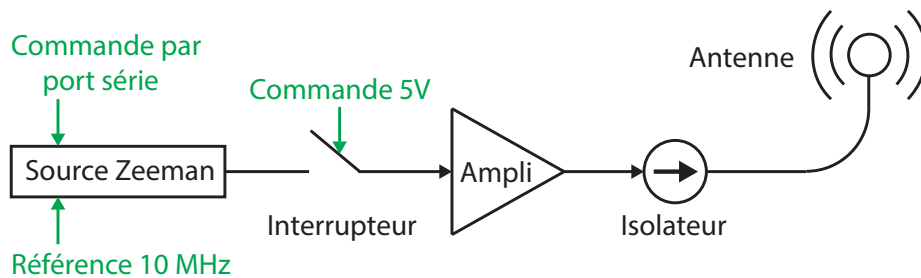 Commande par
port série
Antenne
Commande 5V
Source Zeeman
Ampli
Interrupteur
Isolateur
Référence 10 MHz